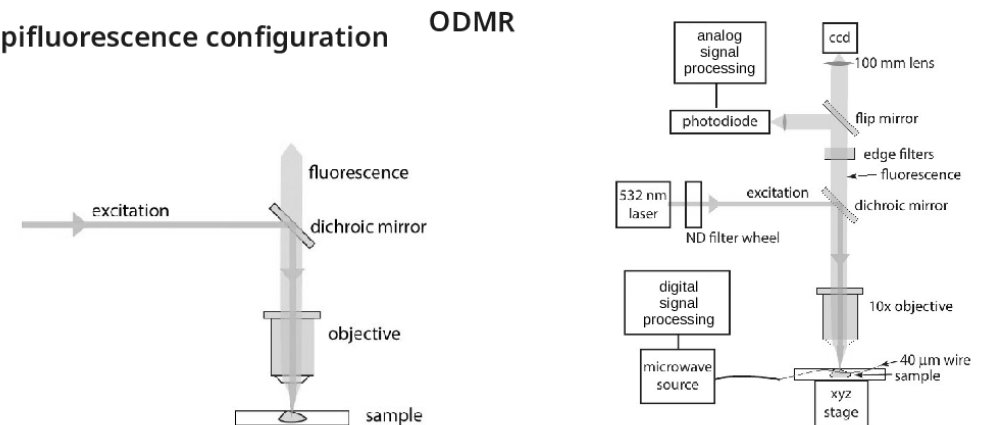 pifluorescence configuration
ODMR
fluorescence
excitation
dichroic mirror
objective
sample
analog
signal
processing
ccd
100 mm lens
photodiode
flip mirror
edge filters
fluorescence
532 nm
laser
excitation
dichroic mirror
ND filter wheel
digital
signal
processing
10x objective
microwave
source
40 μm wire
sample
xyz
stage